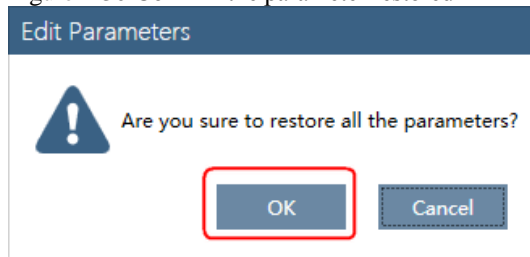 Edit Parameters
Are you sure to restore all the parameters?
OK
Cancel